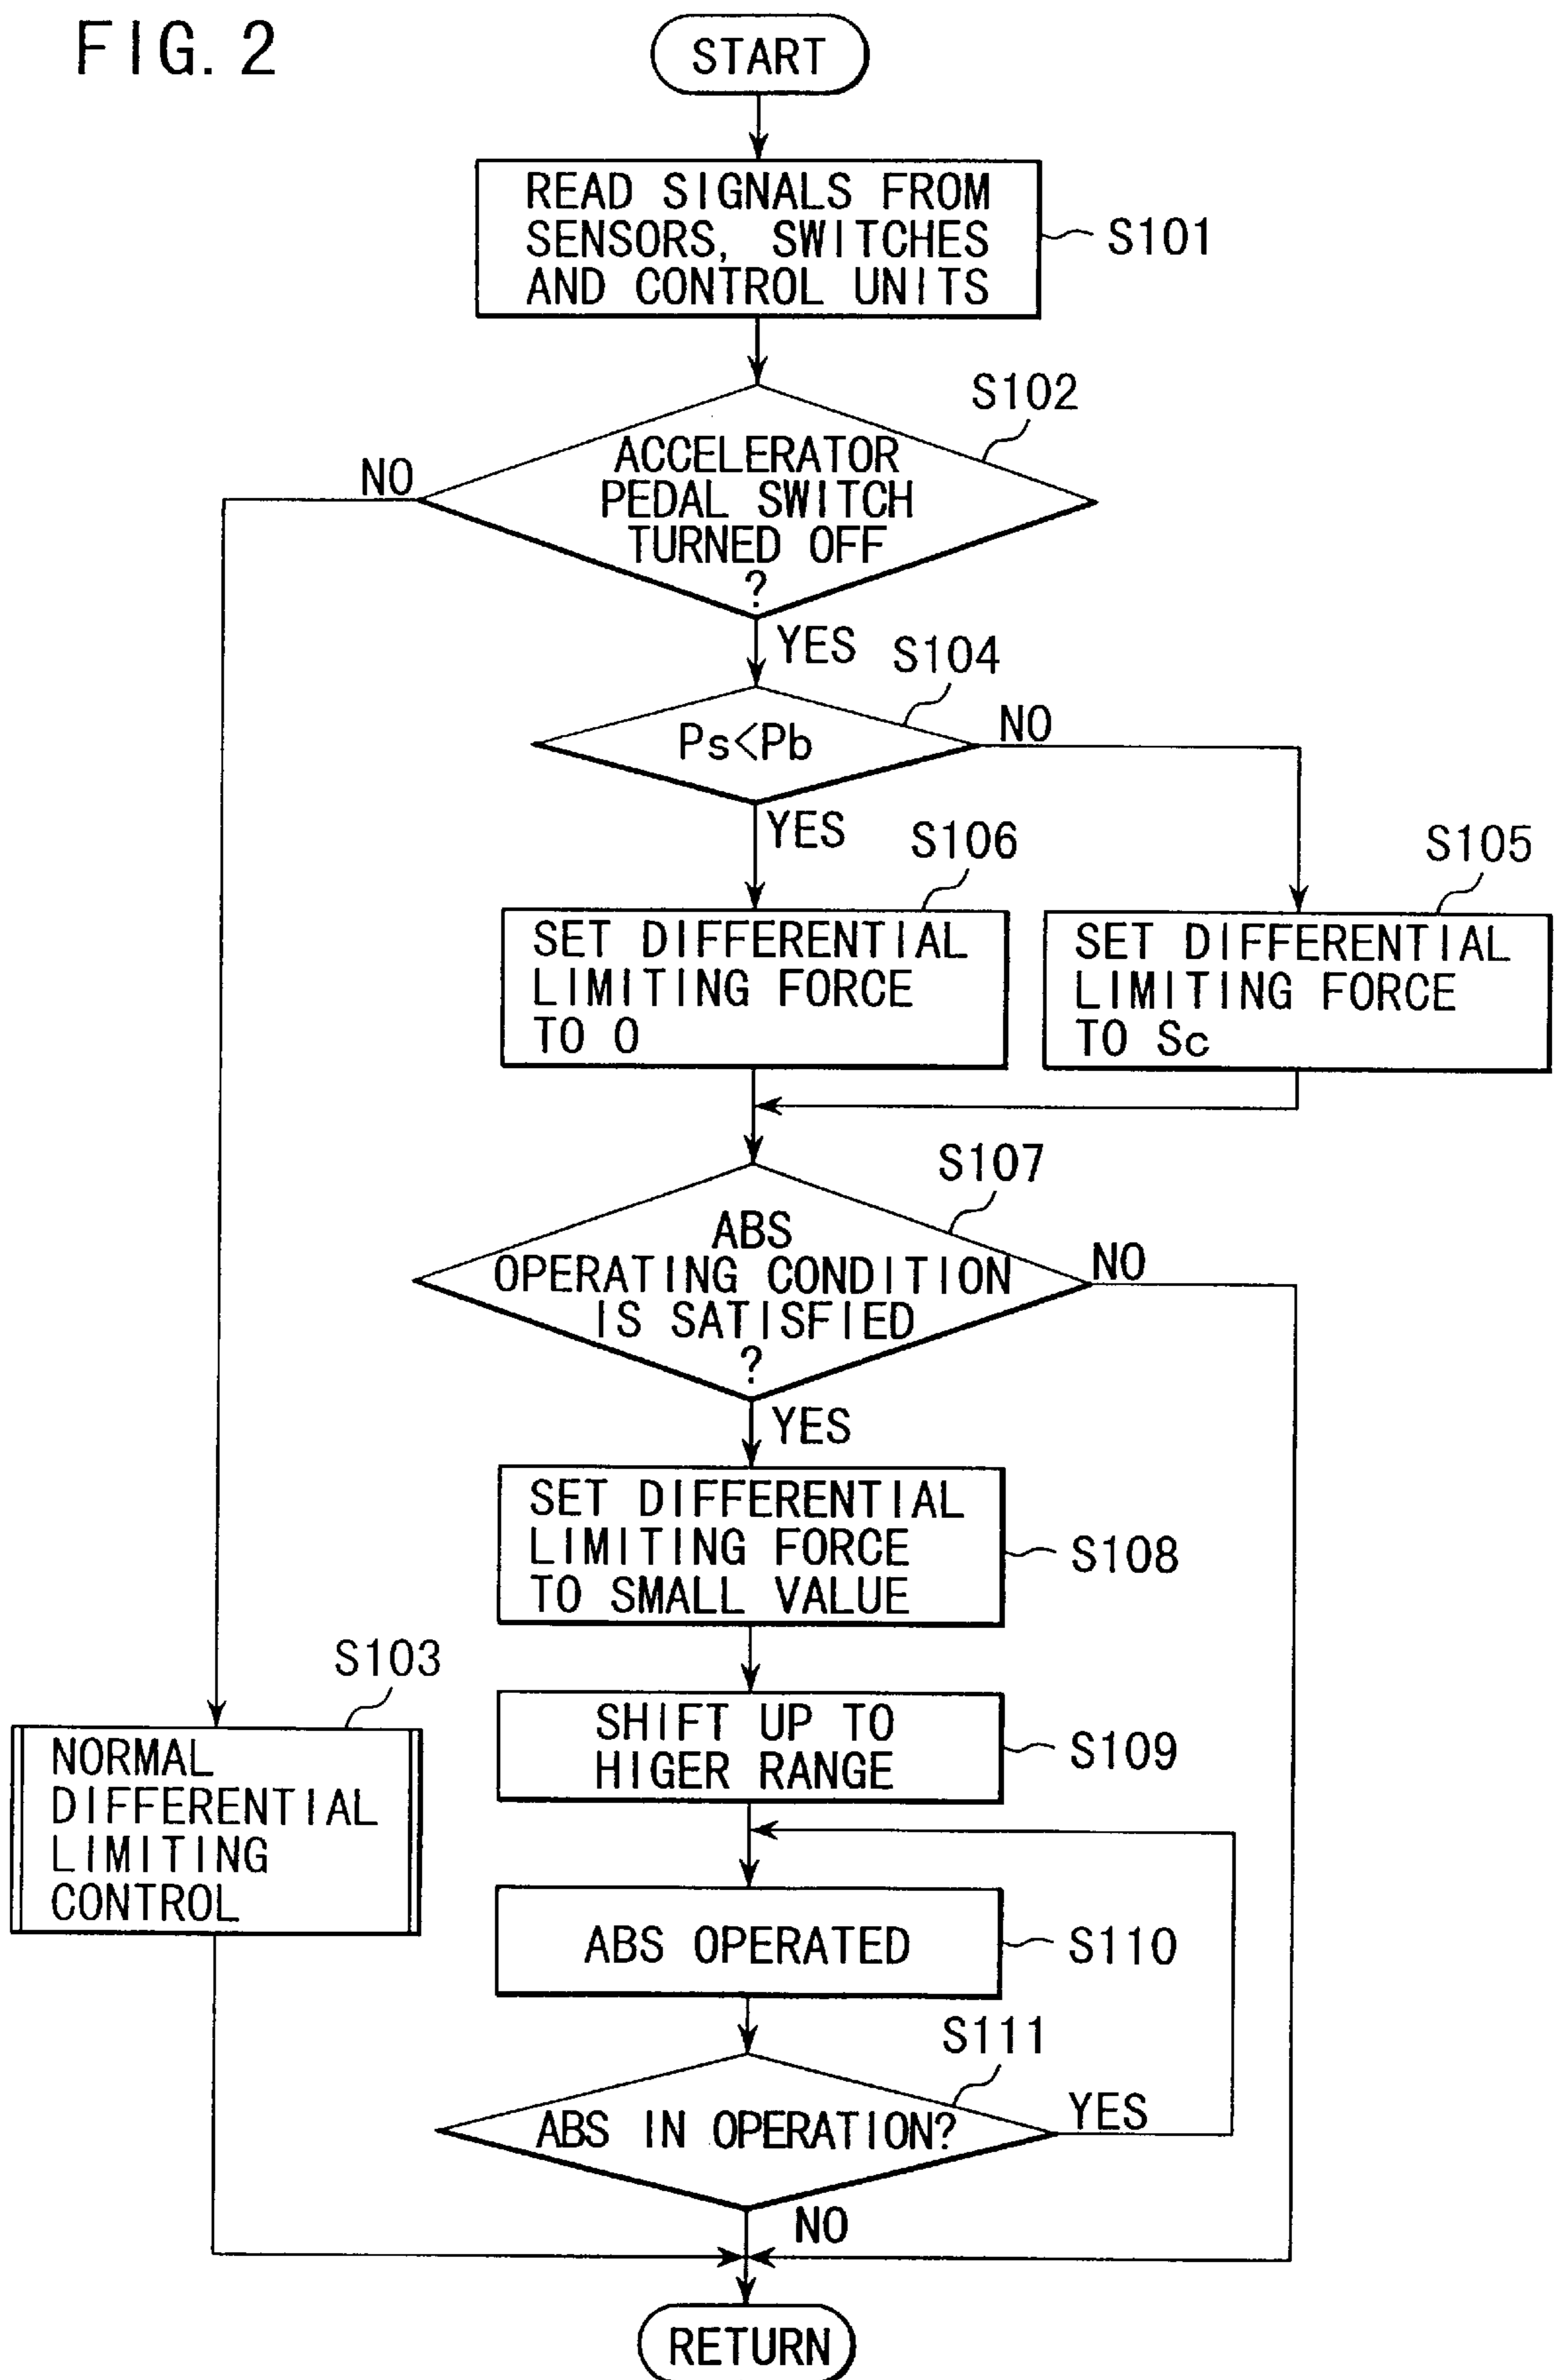 FIG. 2
START
READ SIGNALS FROM
SENSORS, SWITCHES
AND CONTROL UNITS
S101
S102
ACCELERATOR
PEDAL SWITCH
TURNED OFF
?
NO
YES
S104
Ps<Pb
NO
YES
S106
SET DIFFERENTIAL
LIMITING FORCE
TO 0
S105
SET DIFFERENTIAL
LIMITING FORCE
TO Sc
S107
ABS
OPERATING CONDITION
IS SATISFIED
?
NO
YES
SET DIFFERENTIAL
LIMITING FORCE
TO SMALL VALUE
S108
S103
NORMAL
DIFFERENTIAL
LIMITING
CONTROL
SHIFT UP TO
HIGER RANGE
S109
ABS OPERATED
S110
S111
ABS IN OPERATION?
YES
NO
RETURN